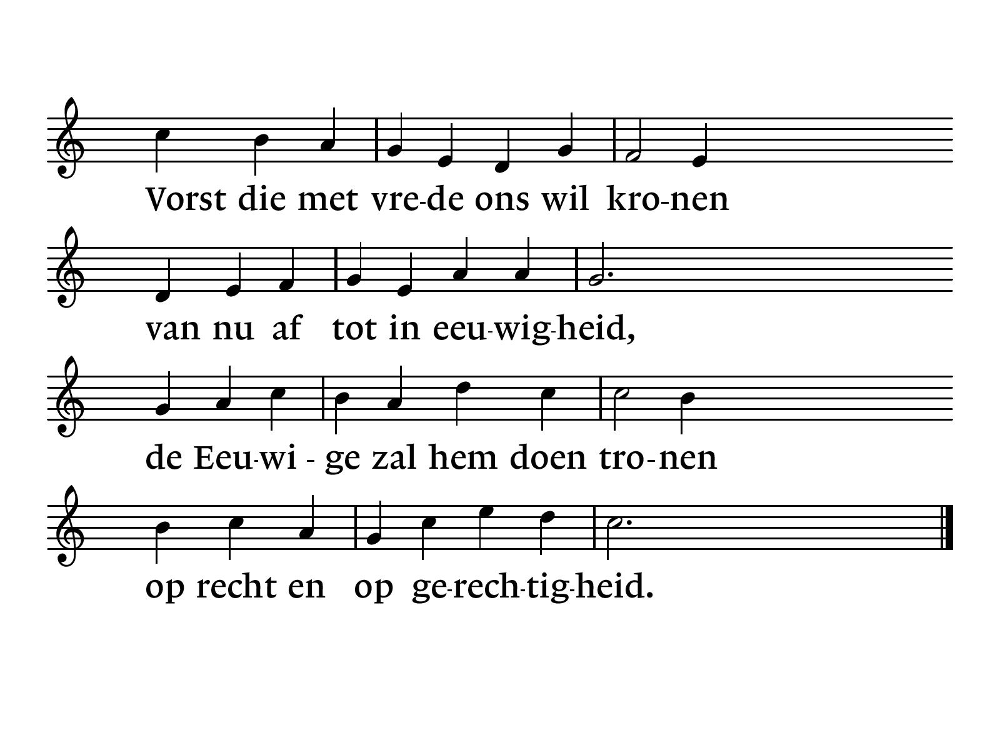 Vorst die met vre-de ons wil kro-nen
van nu af tot in eeu-wig-heid,
de Eeu-wi - ge zal hem doen tro-nen
op recht en op ge-rech-tig-heid.